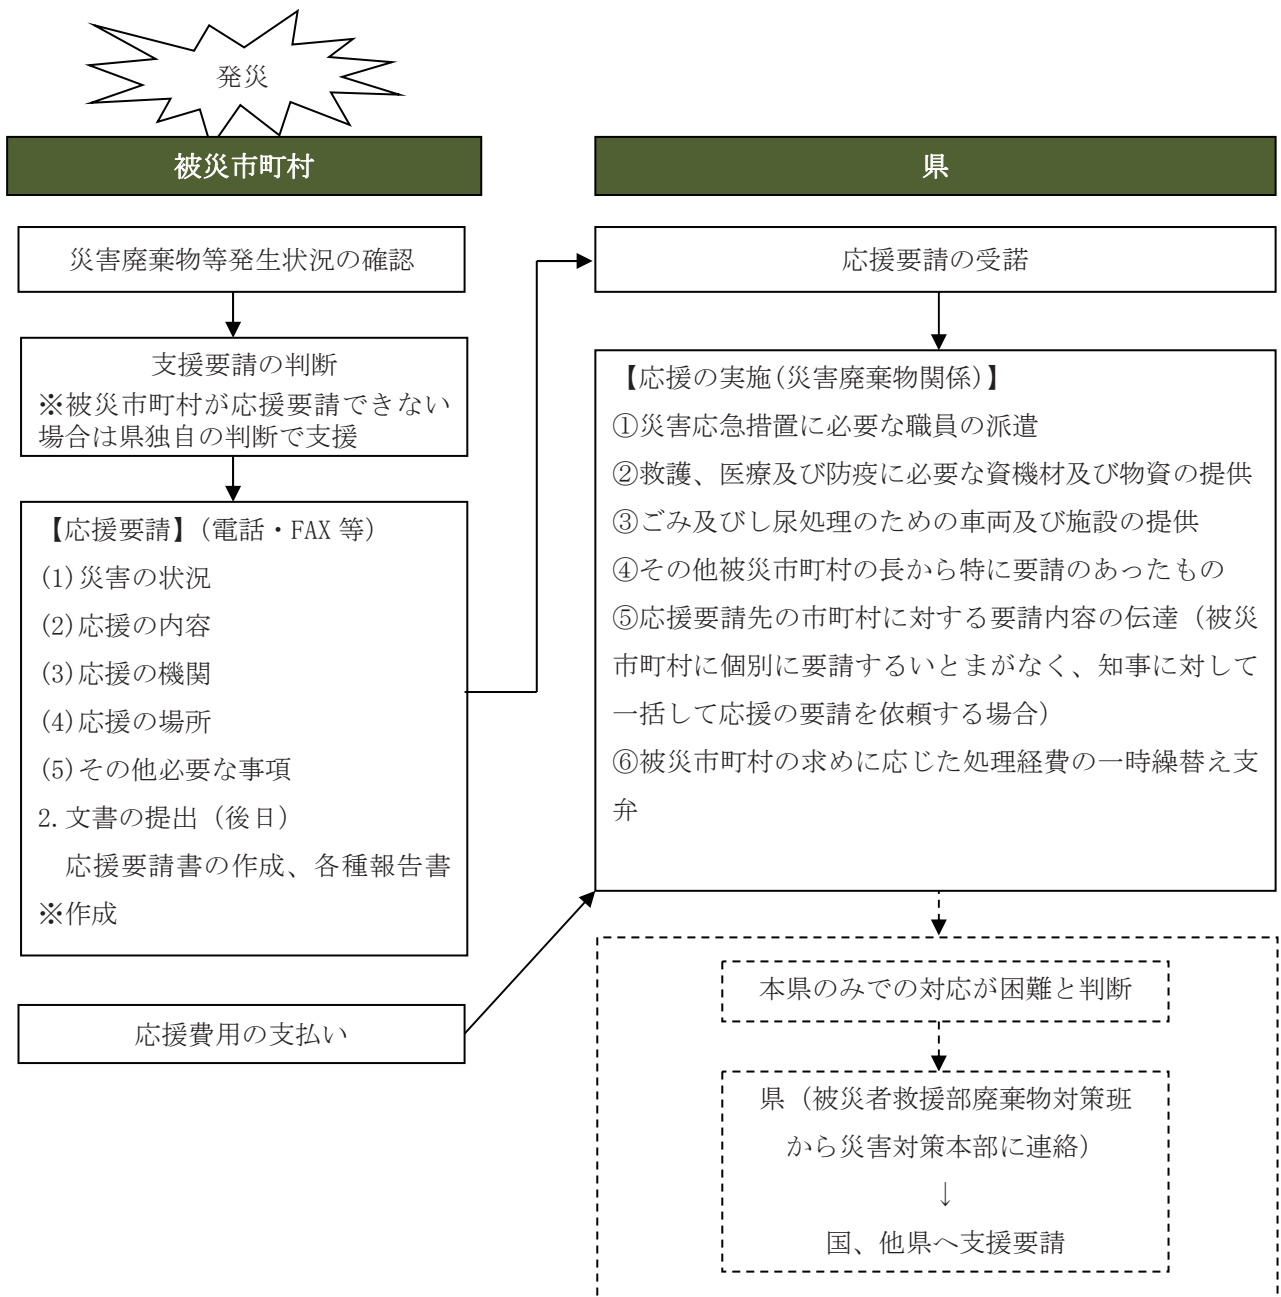 発災
被災市町村
災害廃棄物等発生状況の確認
支援要請の判断
※被災市町村が応援要請できない
場合は県独自の判断で支援
【応援要請】(電話・FAX 等)
(1)災害の状況
(2)応援の内容
(3)応援の機関
(4)応援の場所
(5)その他必要な事項
2.文書の提出（後日）
応援要請書の作成、各種報告書
※作成
応援費用の支払い
県
応援要請の受諾
【応援の実施(災害廃棄物関係)】
①災害応急措置に必要な職員の派遣
②救護、医療及び防疫に必要な資機材及び物資の提供
③ごみ及びし尿処理のための車両及び施設の提供
④その他被災市町村の長から特に要請のあったもの
⑤応援要請先の市町村に対する要請内容の伝達（被災
市町村に個別に要請するいとまがなく、知事に対して
一括して応援の要請を依頼する場合）
⑥被災市町村の求めに応じた処理経費の一時繰替え支
弁
本県のみでの対応が困難と判断
県（被災者救援部廃棄物対策班
から災害対策本部に連絡）
↓
国、他県へ支援要請